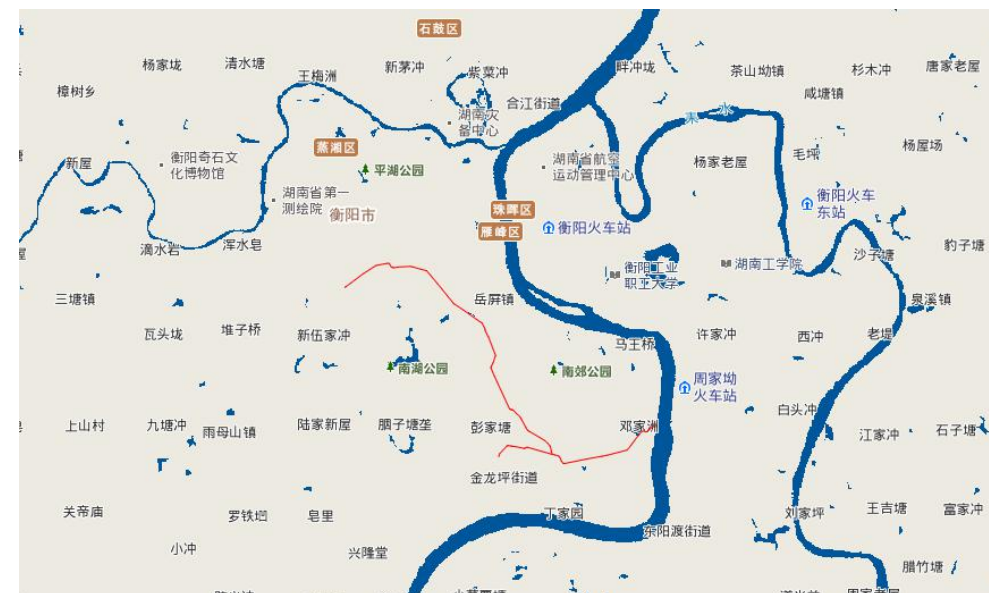 石鼓区
杨家垅
清水塘
王梅洲
新茅冲
紫菜冲
畔冲垅
茶山坳镇
杉木冲
唐家老屋
樟树乡
合江街道
咸塘镇
湖南灾
备中心
耒
水
蒸湘区
新屋
衡阳奇石文
化博物馆
平湖公园
湖南省航空
运动管理中心
杨家老屋
毛坪
杨屋场
湖南省第一
测绘院
衡阳市
珠晖区
雁峰区
衡阳火车站
衡阳火车
东站
滴水岩
浑水皂
沙子塘
豹子塘
衡阳工业
职工大学
湖南工学院
三塘镇
岳屏镇
泉溪镇
瓦头垅
堆子桥
新伍家冲
马王桥
许家冲
西冲
老堤
南湖公园
南郊公园
周家坳
火车站
白头冲
上山村
九塘冲
雨母山镇
陆家新屋
胭子塘垄
彭家塘
邓家洲
江家冲
石子塘
金龙坪街道
关帝庙
罗铁堦
皂里
丁家园
东阳渡街道
刘家坪
王吉塘
富家冲
小冲
兴隆堂
腊竹塘